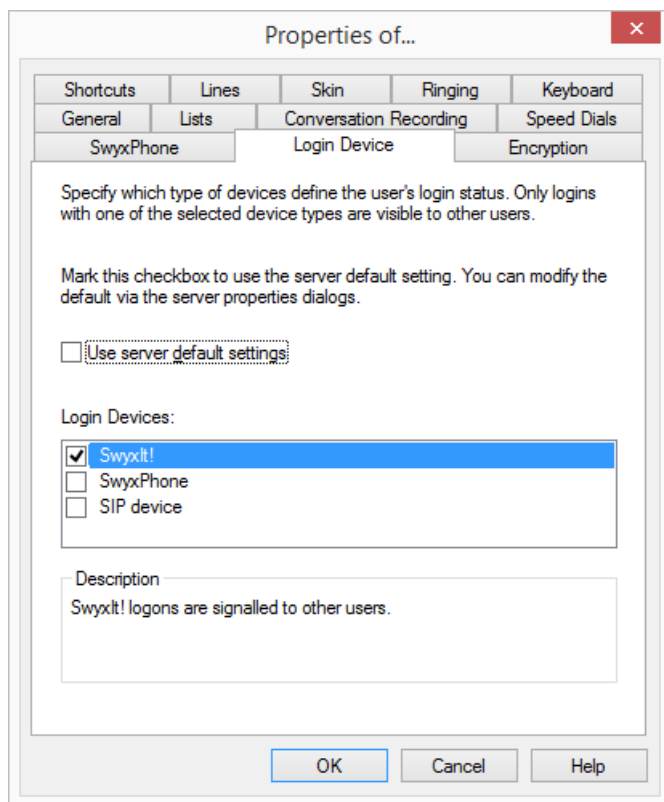 Properties of...
Shortcuts Lines Skin Ringing Keyboard
General Lists Conversation Recording Speed Dials
SwyxPhone Login Device Encryption
Specify which type of devices define the user's login status. Only logins
with one of the selected device types are visible to other users.
Mark this checkbox to use the server default setting. You can modify the
default via the server properties dialogs.
Use server default settings
Login Devices:
SwyxIt!
SwyxPhone
SIP device
Description
SwyxIt! logons are signalled to other users.
OK Cancel Help